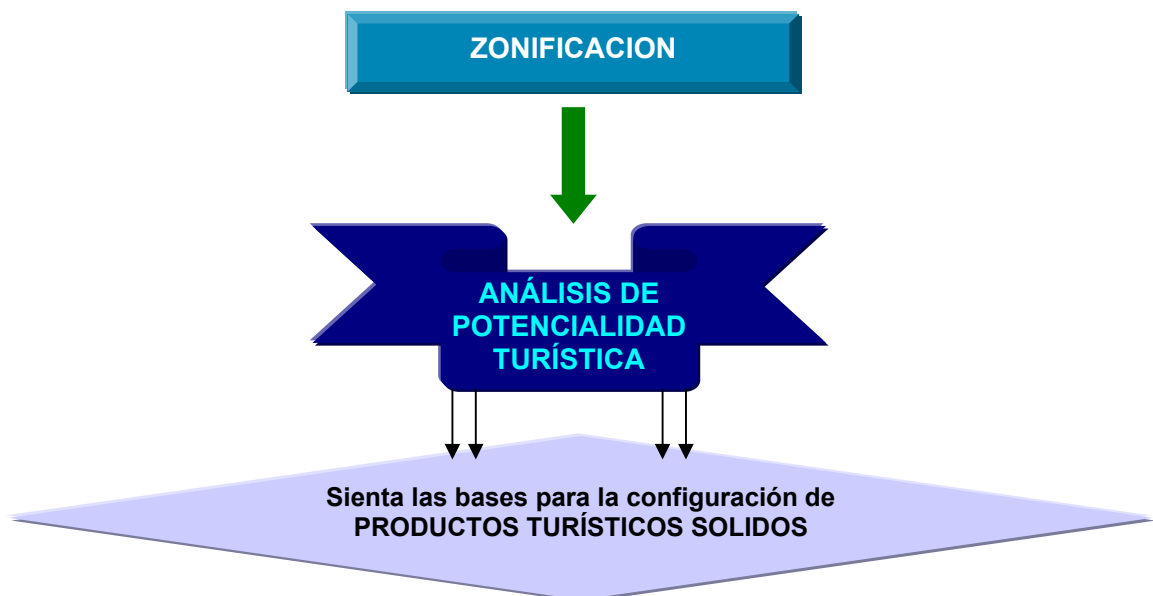 ZONIFICACION
ANÁLISIS DE
POTENCIALIDAD
TURÍSTICA
Sienta las bases para la configuración de
PRODUCTOS TURÍSTICOS SOLIDOS